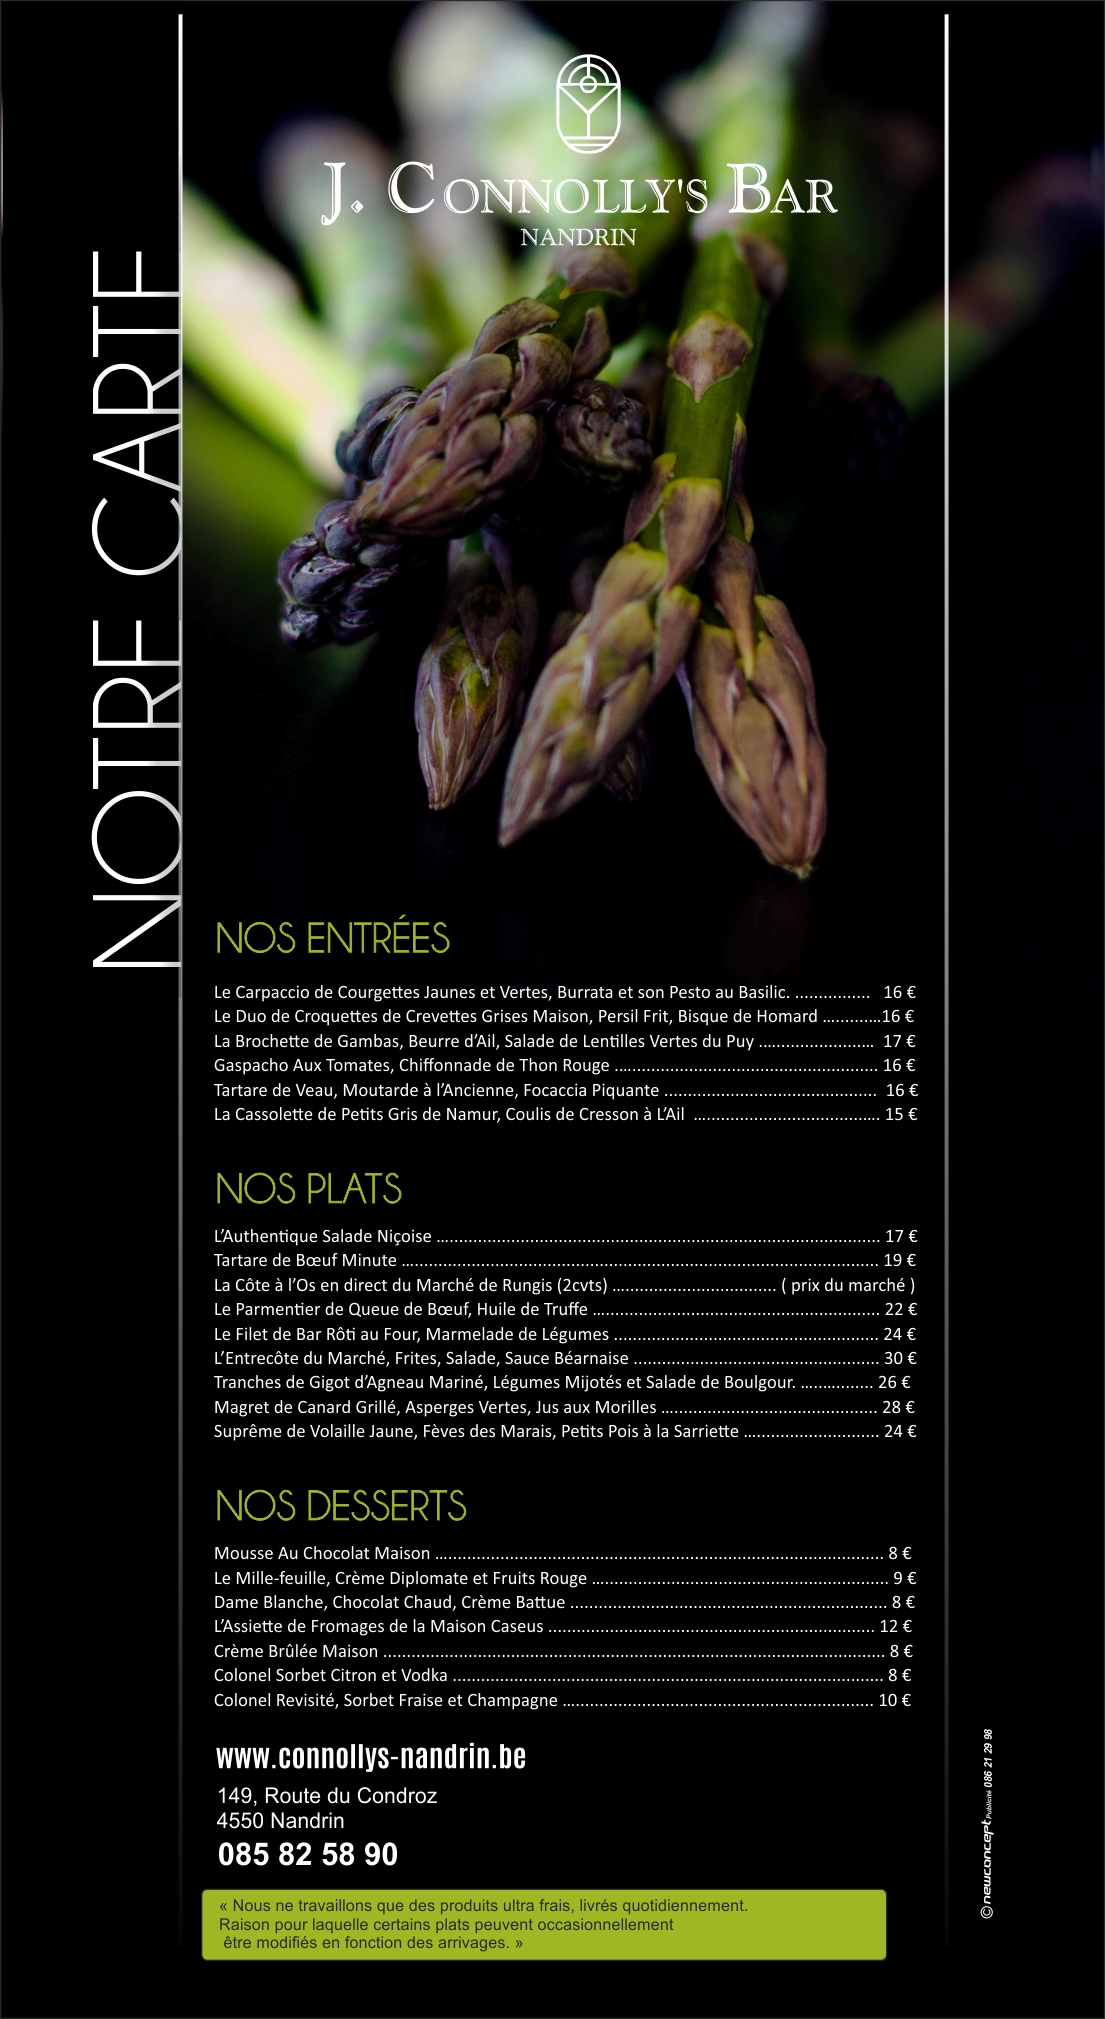 J. CONNOLLY'S BAR
NANDRIN
NOTRE CARTE
NOS ENTRÉES
Le Carpaccio de Courgettes Jaunes et Vertes, Burrata et son Pesto au Basilic. ................ 16 €
Le Duo de Croquettes de Crevettes Grises Maison, Persil Frit, Bisque de Homard ............16 €
La Brochette de Gambas, Beurre d’Ail, Salade de Lentilles Vertes du Puy ........................ 17 €
Gaspacho Aux Tomates, Chiffonnade de Thon Rouge ........................................................ 16 €
Tartare de Veau, Moutarde à l’Ancienne, Focaccia Piquante ............................................. 16 €
La Cassolette de Petits Gris de Namur, Coulis de Cresson à L’Ail ....................................... 15 €
NOS PLATS
L’Authentique Salade Niçoise .............................................................................................. 17 €
Tartare de Bœuf Minute ..................................................................................................... 19 €
La Côte à l’Os en direct du Marché de Rungis (2cvts) ................................... ( prix du marché )
Le Parmentier de Queue de Bœuf, Huile de Truffe ............................................................. 22 €
Le Filet de Bar Rôti au Four, Marmelade de Légumes ........................................................ 24 €
L’Entrecôte du Marché, Frites, Salade, Sauce Béarnaise .................................................... 30 €
Tranches de Gigot d’Agneau Mariné, Légumes Mijotés et Salade de Boulgour. ................ 26 €
Magret de Canard Grillé, Asperges Vertes, Jus aux Morilles .............................................. 28 €
Suprême de Volaille Jaune, Fèves des Marais, Petits Pois à la Sarriette ............................. 24 €
NOS DESSERTS
Mousse Au Chocolat Maison ............................................................................................... 8 €
Le Mille-feuille, Crème Diplomate et Fruits Rouge ............................................................... 9 €
Dame Blanche, Chocolat Chaud, Crème Battue ................................................................... 8 €
L’Assiette de Fromages de la Maison Caseus ..................................................................... 12 €
Crème Brûlée Maison .......................................................................................................... 8 €
Colonel Sorbet Citron et Vodka ........................................................................................... 8 €
Colonel Revisité, Sorbet Fraise et Champagne .................................................................. 10 €
www.connollys-nandrin.be
149, Route du Condroz
4550 Nandrin
085 82 58 90
« Nous ne travaillons que des produits ultra frais, livrés quotidiennement.
Raison pour laquelle certains plats peuvent occasionnellement
être modifiés en fonction des arrivages. »
© newconcept Publicité 086 21 29 98